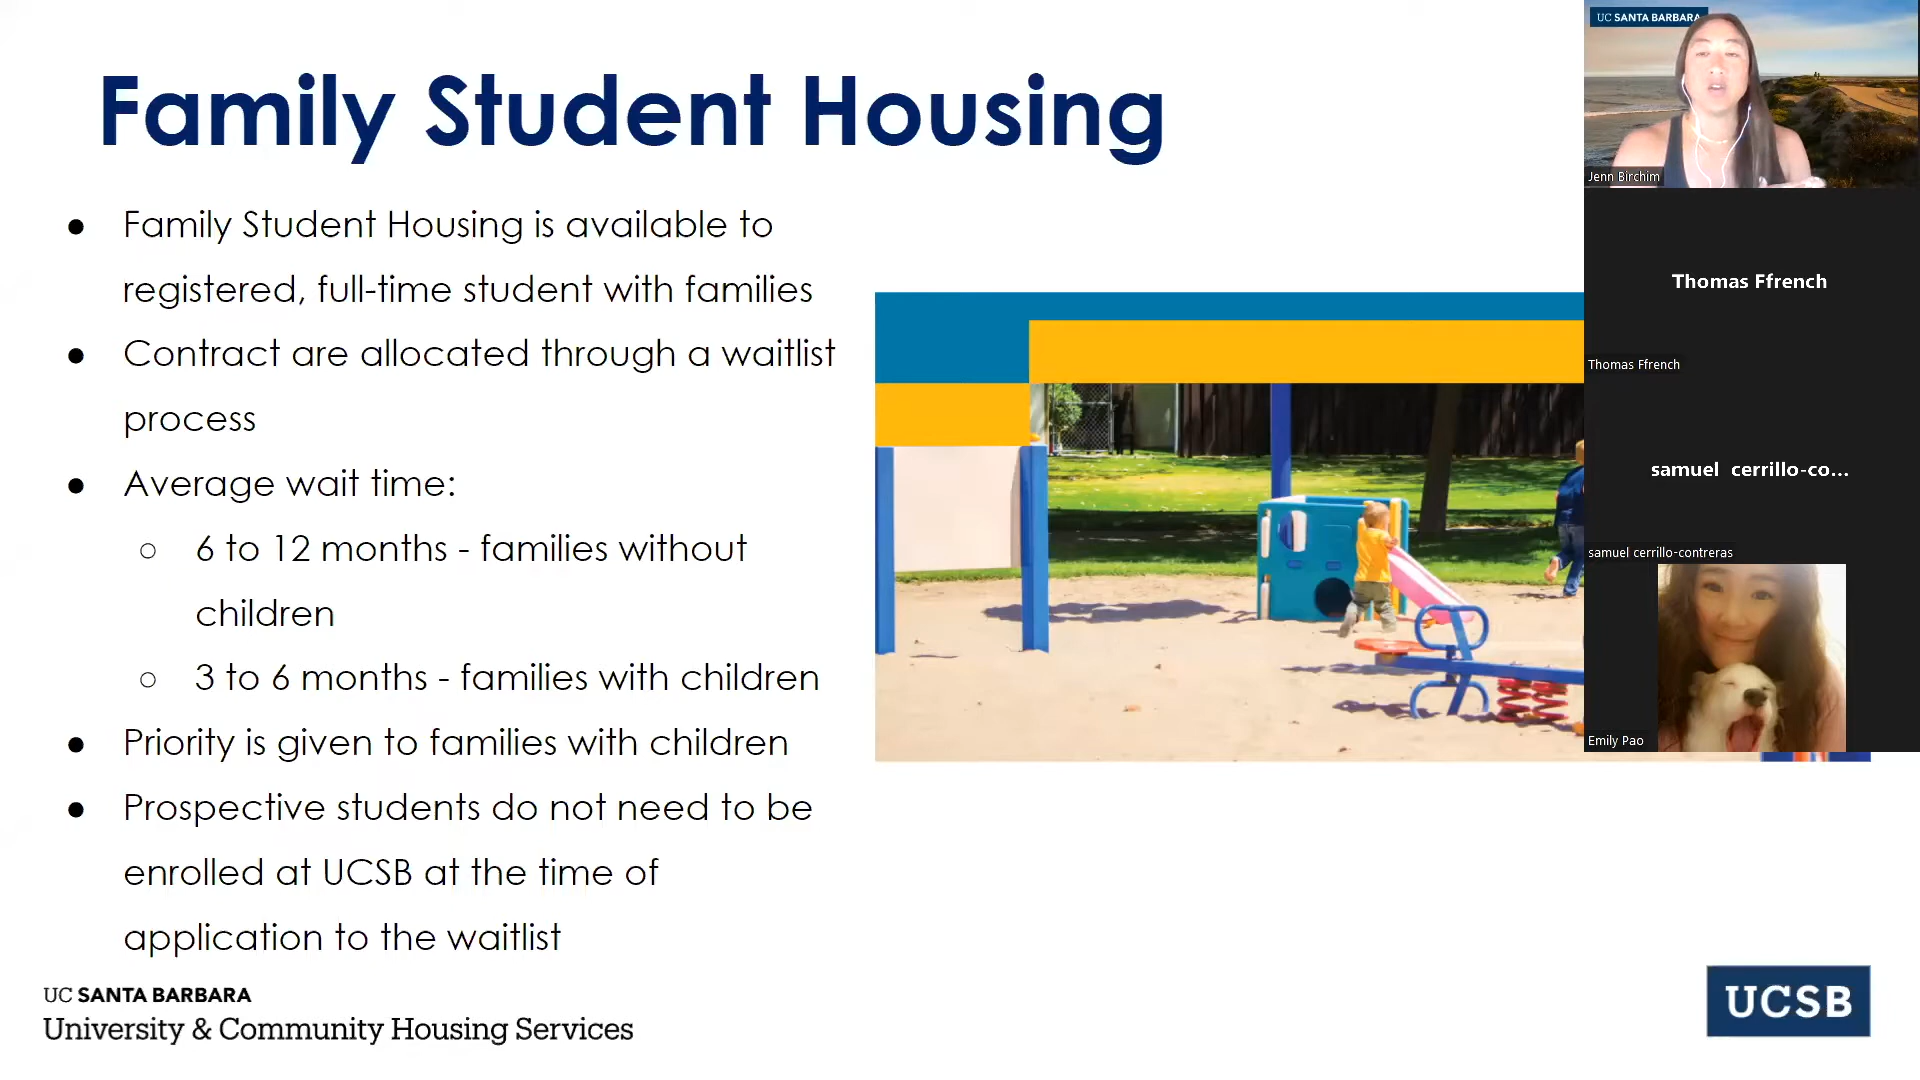 Family Student Housing
● Family Student Housing is available to
registered, full-time student with families
● Contract are allocated through a waitlist
process
● Average wait time:
○ 6 to 12 months - families without
children
○ 3 to 6 months - families with children
● Priority is given to families with children
● Prospective students do not need to be
enrolled at UCSB at the time of
application to the waitlist
UC SANTA BARBARA
University & Community Housing Services
UCSB
UC SANTA BARBARA
Jenn Birchim
Thomas Ffrench
Thomas Ffrench
samuel cerrillo-co...
samuel cerrillo-contreras
Emily Pao